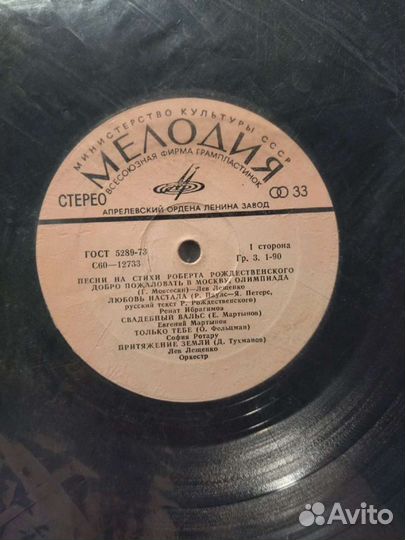 МИНИСТЕРСТВО КУЛЬТУРЫ СССР
МЕЛОДИЯ
ВСЕСОЮЗНАЯ ФИРМА ГРАМПЛАСТИНОК
СТЕРЕО
33
АПРЕЛЕВСКИЙ ОРДЕНА ЛЕНИНА ЗАВОД
ГОСТ 5289-73
1 сторона
С60—12733
Гр. 3. 1-90
ПЕСНИ НА СТИХИ РОБЕРТА РОЖДЕСТВЕНСКОГО
ДОБРО ПОЖАЛОВАТЬ В МОСКВУ, ОЛИМПИАДА
(Г. Мовсесян)—Лев Лещенко
ЛЮБОВЬ НАСТАЛА (Р. Паулс—Я. Петерс,
русский текст Р. Рождественского)
Ренат Ибрагимов
СВАДЕБНЫЙ ВАЛЬС (Е. Мартынов)
Евгений Мартынов
ТОЛЬКО ТЕБЕ (О. Фельцман)
София Ротару
ПРИТЯЖЕНИЕ ЗЕМЛИ (Д. Тухманов)
Лев Лещенко
Оркестр
Avito